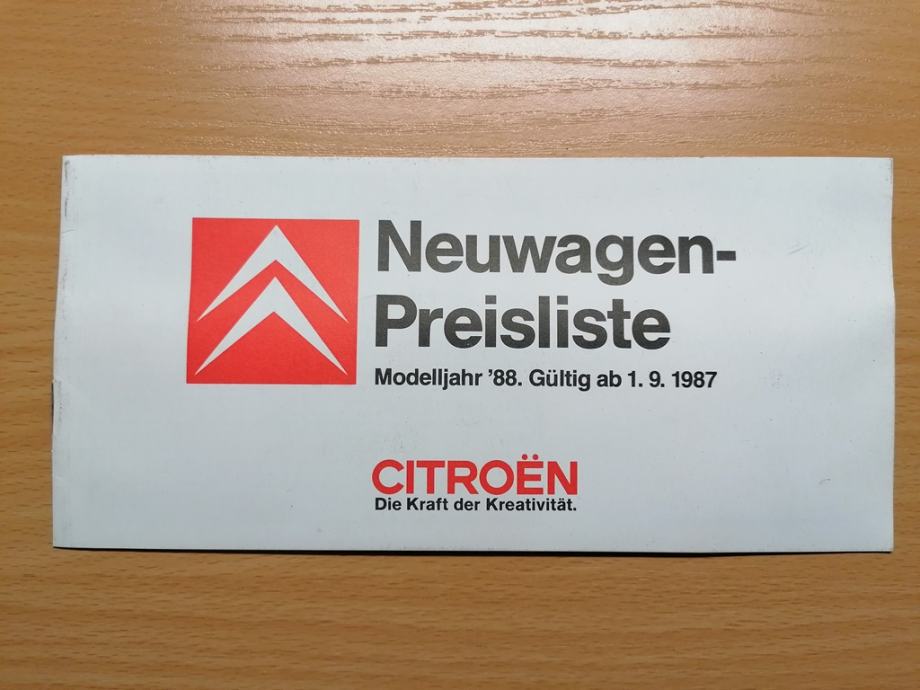 Neuwagen-
Preisliste
Modelljahr '88. Gültig ab 1. 9. 1987
CITROËN
Die Kraft der Kreativität.